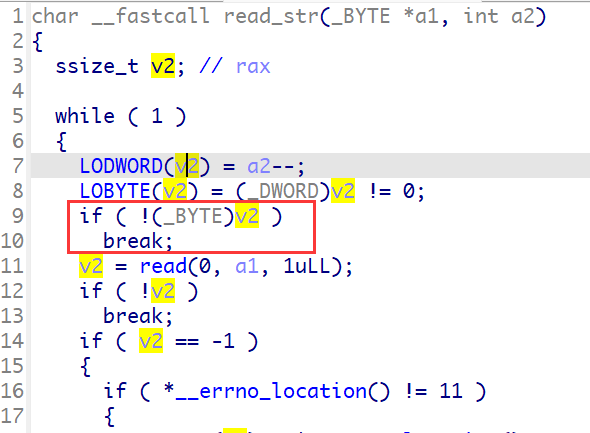 1 char __fastcall read_str(_BYTE *a1, int a2)
2 {
3 ssize_t v2; // rax
4
5 while ( 1 )
6 {
7 LODWORD(v2) = a2--;
8 LOBYTE(v2) = (_DWORD)v2 != 0;
9 if ( !(_BYTE)v2 )
10 break;
11 v2 = read(0, a1, 1uLL);
12 if ( !v2 )
13 break;
14 if ( v2 == -1 )
15 {
16 if ( *__errno_location() != 11 )
17 {